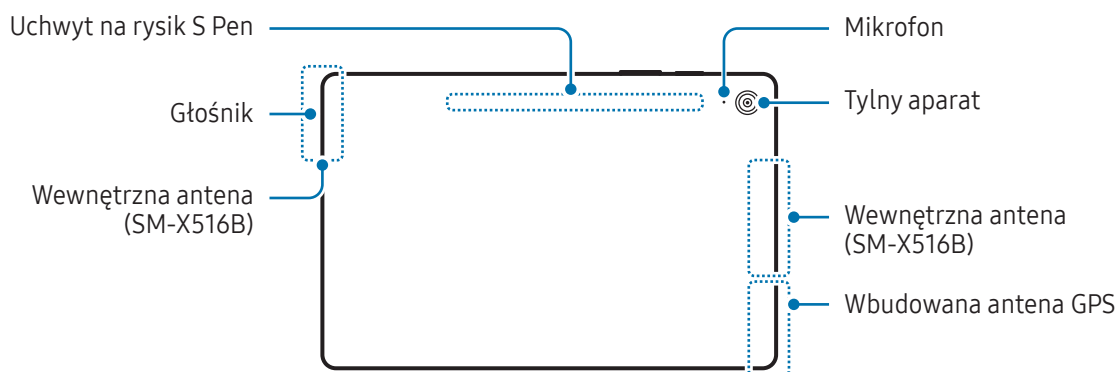 Uchwyt na rysik S Pen
Głośnik
Wewnętrzna antena
(SM-X516B)
Mikrofon
Tylny aparat
Wewnętrzna antena
(SM-X516B)
Wbudowana antena GPS